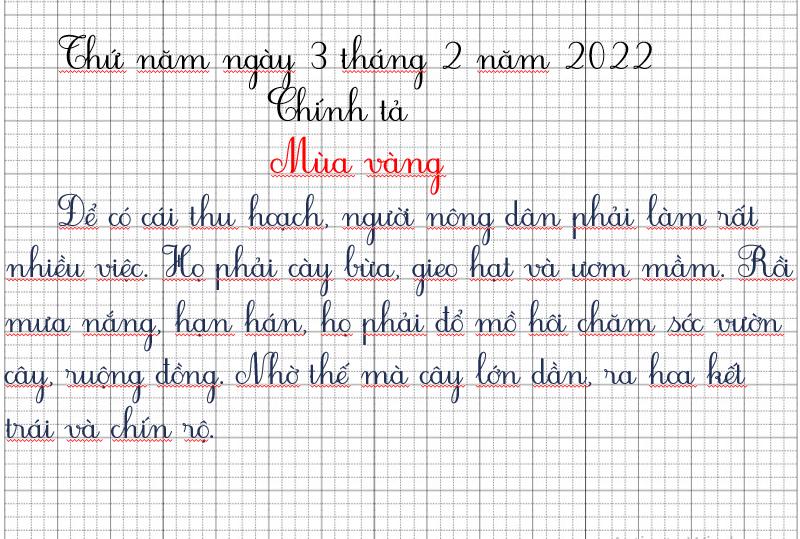 Thứ năm ngày 3 tháng 2 năm 2022
Chính tả
Mùa vàng
Để có cái thu hoạch, người nông dân phải làm rất
nhiều việc. Họ phải cày bừa, gieo hạt và ươm mầm. Rồi
mưa nắng, hạn hán, họ phải đổ mồ hôi chăm sóc vườn
cây, ruộng đồng. Nhờ thế mà cây lớn dần, ra hoa kết
trái và chín rộ.